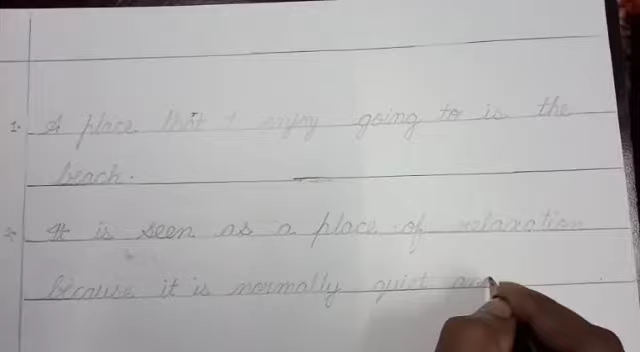 1. A place that I enjoy going to is the
beach.
2. It is seen as a place of relaxation
because it is normally quiet